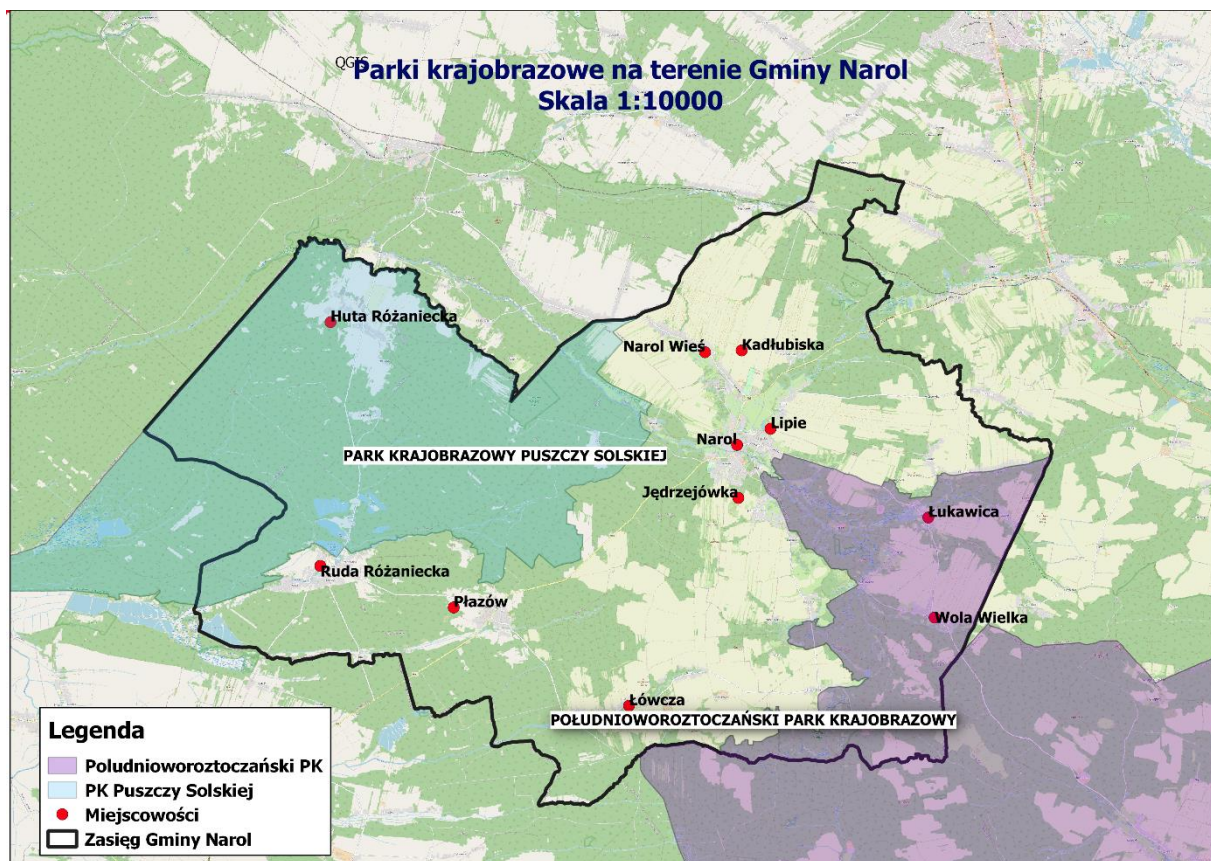 QGIS
Parki krajobrazowe na terenie Gminy Narol
Skala 1:10000
Huta Różaniecka
Narol Wieś
Kadłubiska
Lipie
Narol
PARK KRAJOBRAZOWY PUSZCZY SOLSKIEJ
Jędrzejówka
Łukawica
Ruda Różaniecka
Płazów
Wola Wielka
Łówcza
POŁUDNIOWOROZTOCZAŃSKI PARK KRAJOBRAZOWY
Legenda
Poludnioworoztoczański PK
PK Puszczy Solskiej
Miejscowości
Zasięg Gminy Narol